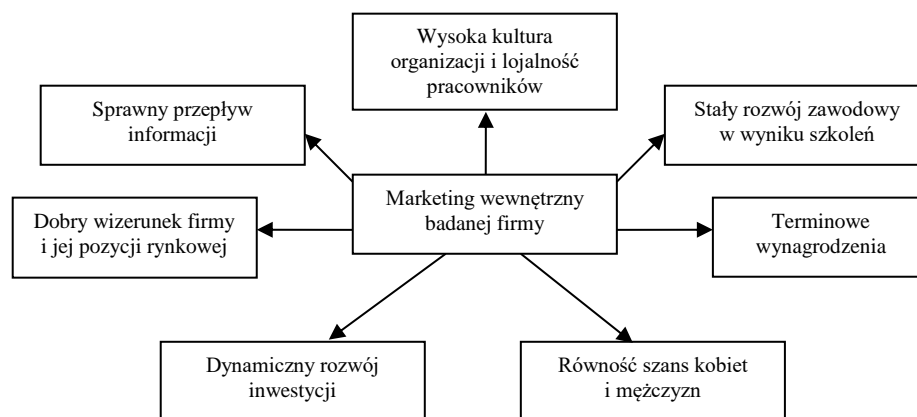 Wysoka kultura
organizacji i lojalność
pracowników
Sprawny przepływ
informacji
Stały rozwój zawodowy
w wyniku szkoleń
Marketing wewnętrzny
badanej firmy
Dobry wizerunek firmy
i jej pozycji rynkowej
Terminowe
wynagrodzenia
Dynamiczny rozwój
inwestycji
Równość szans kobiet
i mężczyzn